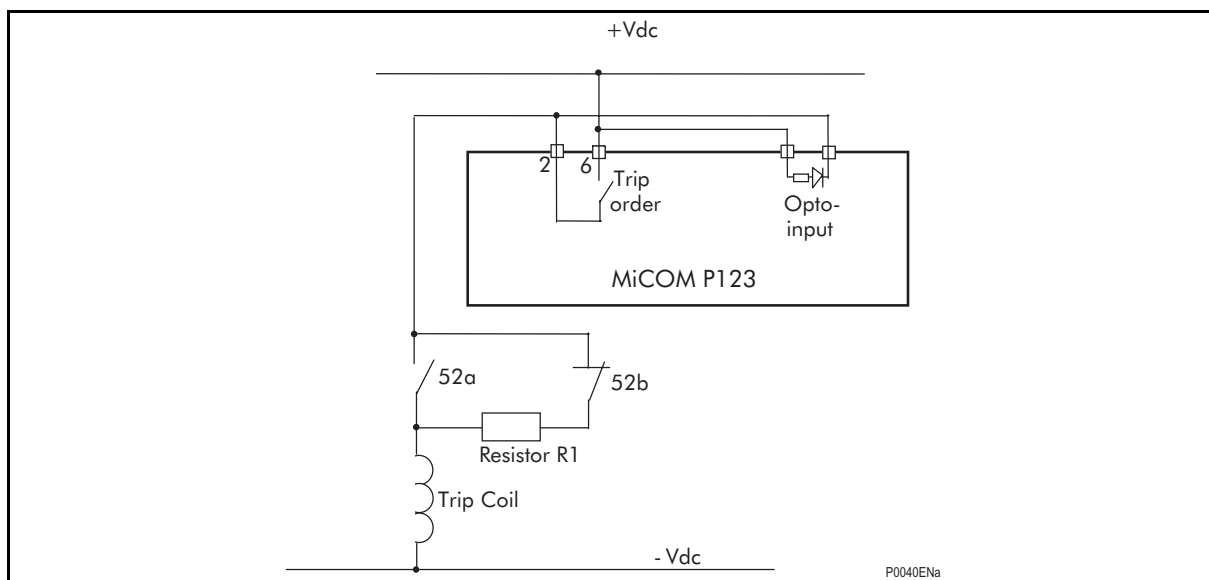 +Vdc
2
6
Trip
order
Opto-
input
MiCOM P123
52a
52b
Resistor R1
Trip Coil
- Vdc
P0040ENa